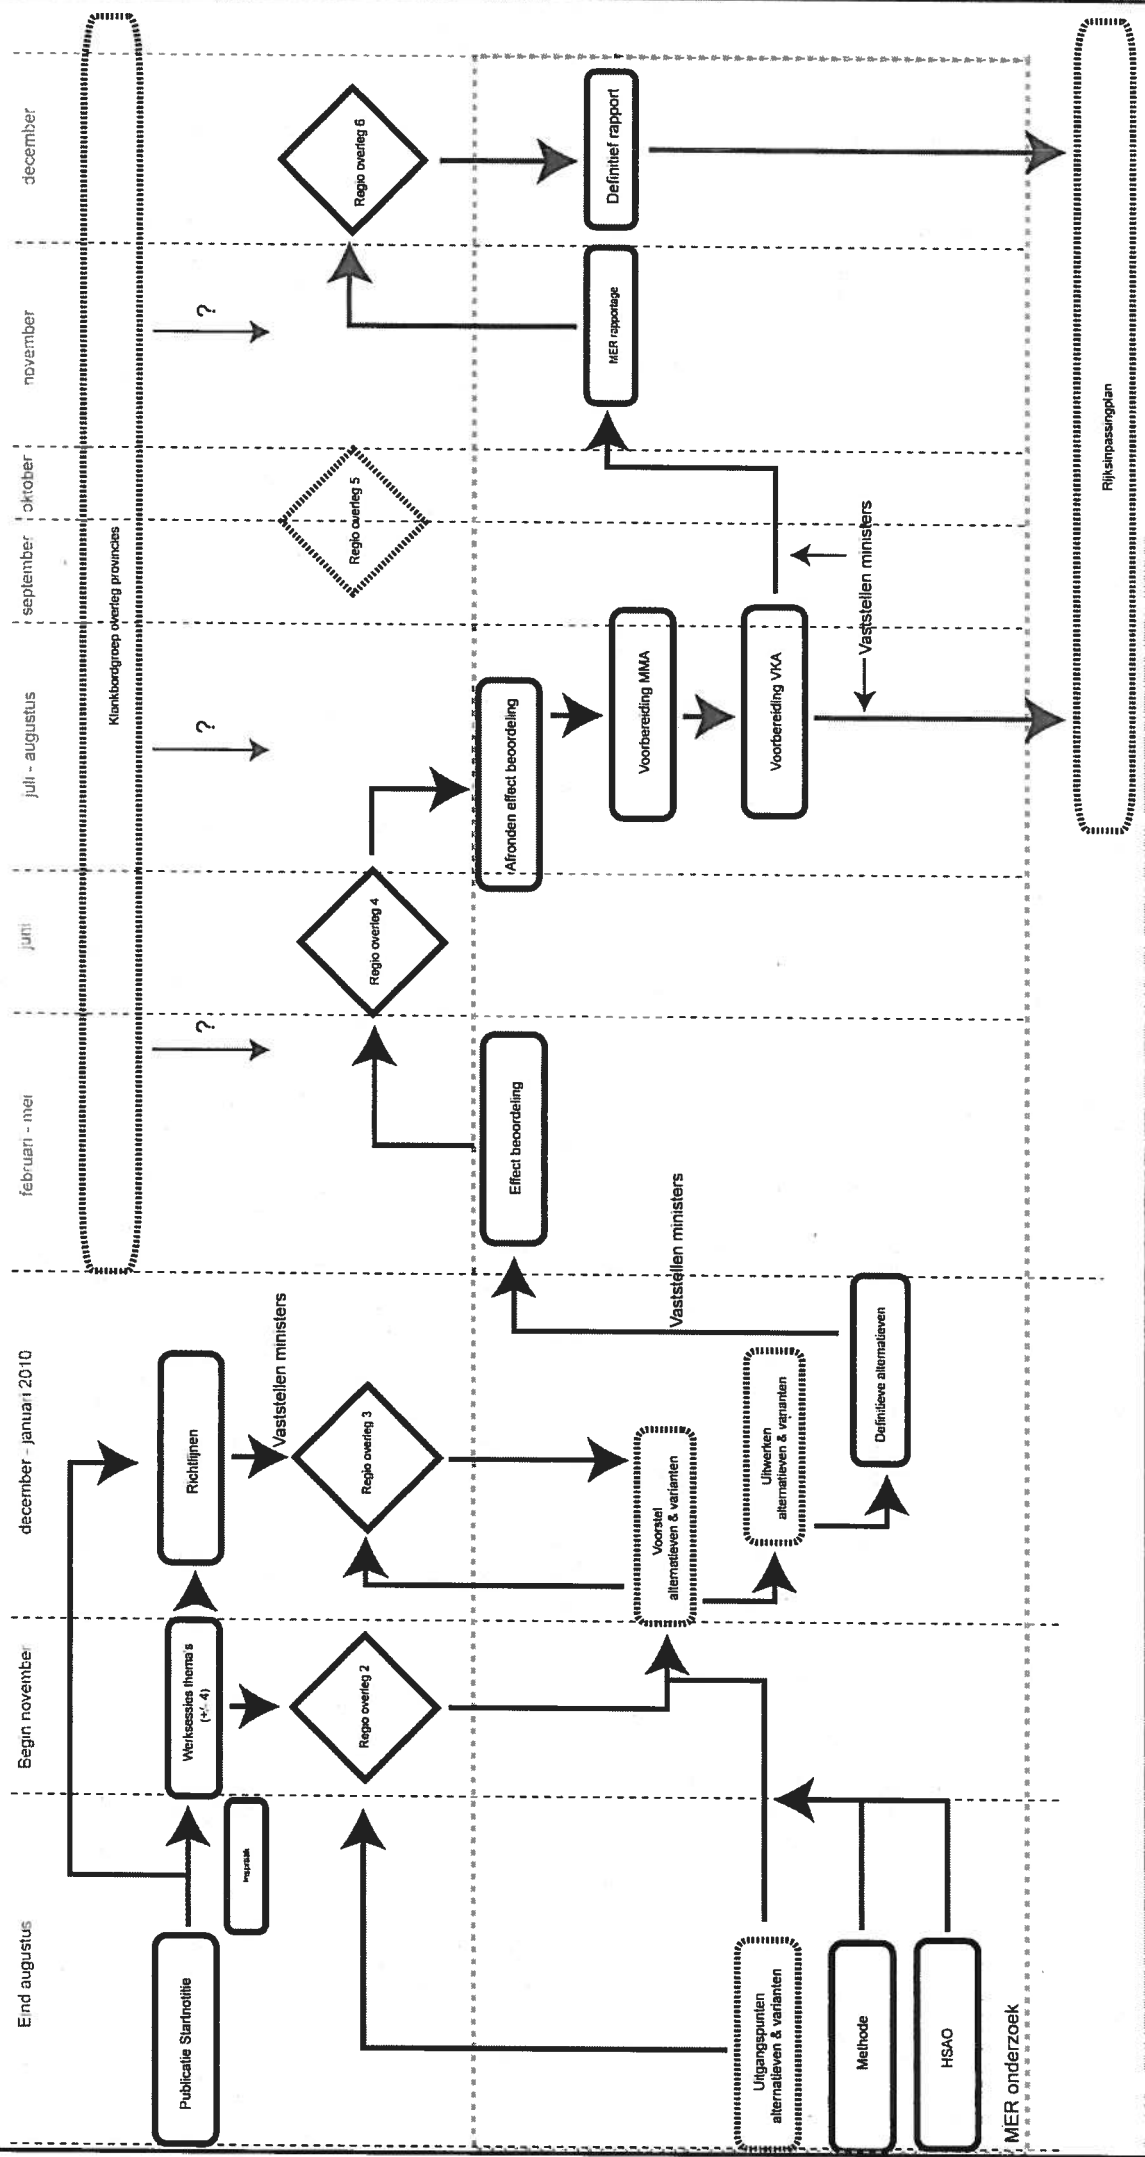 Eind augustus
Begin november
december - januari 2010
februari - mei
juni
juli - augustus
september
oktober
november
december
Klankbordgroep overleg provincies
?
?
?
Publicatie Startnotitie
Inspraak
Werksessies thema's
(+/- 4)
Richtlijnen
Vaststellen ministers
Regio overleg 2
Regio overleg 3
Regio overleg 4
Regio overleg 5
Regio overleg 6
Effect beoordeling
Afronden effect beoordeling
Definitief rapport
MER rapportage
Voorbereiding MMA
Voorstel
alternatieven & varianten
Vaststellen ministers
Uitgangspunten
alternatieven & varianten
Uitwerken
alternatieven & varianten
Voorbereiding VKA
Methode
Definitieve alternatieven
Vaststellen ministers
HSAO
MER onderzoek
Rijksinpassingplan